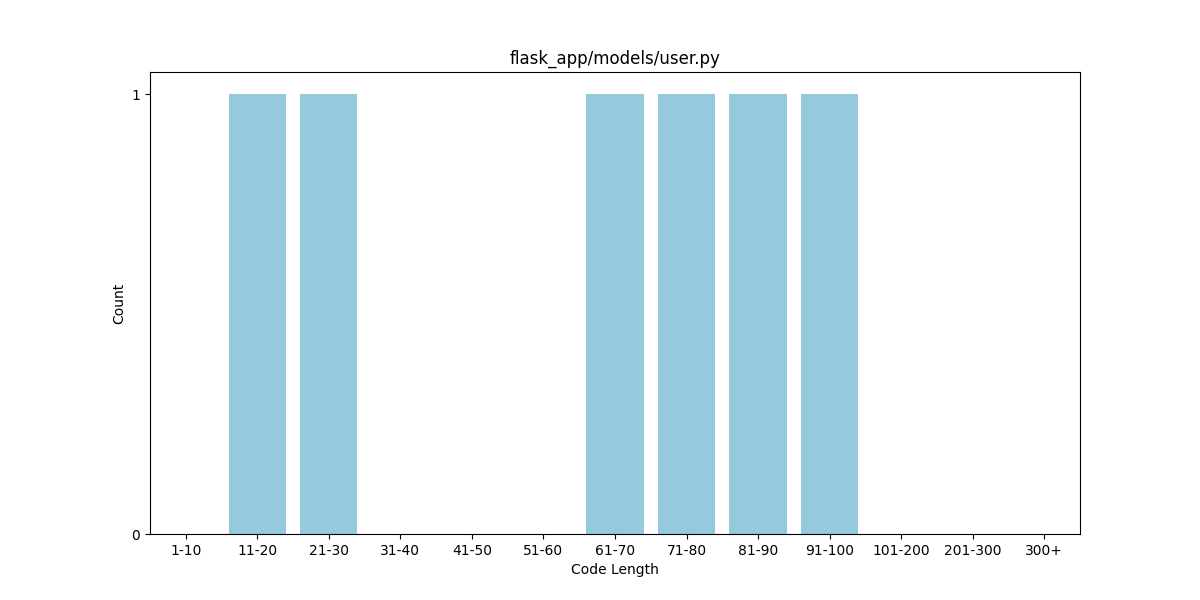 flask_app/models/user.py
1
0
Count
1-10 11-20 21-30 31-40 41-50 51-60 61-70 71-80 81-90 91-100 101-200 201-300 300+
Code Length